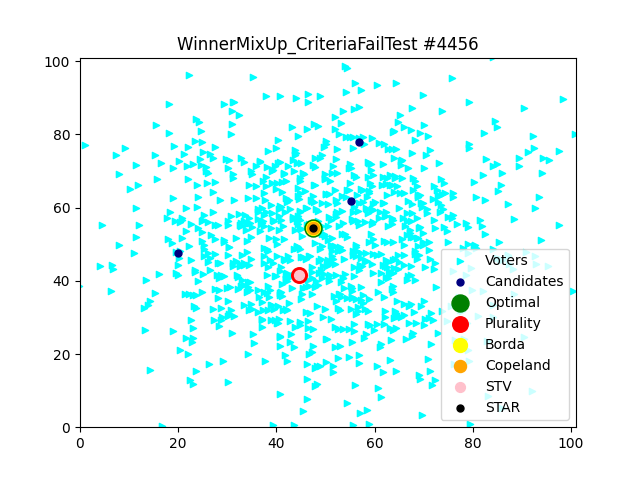 WinnerMixUp_CriteriaFailTest #4456
100
80
60
40
20
0
0 20 40 60 80 100
Voters
Candidates
Optimal
Plurality
Borda
Copeland
STV
STAR